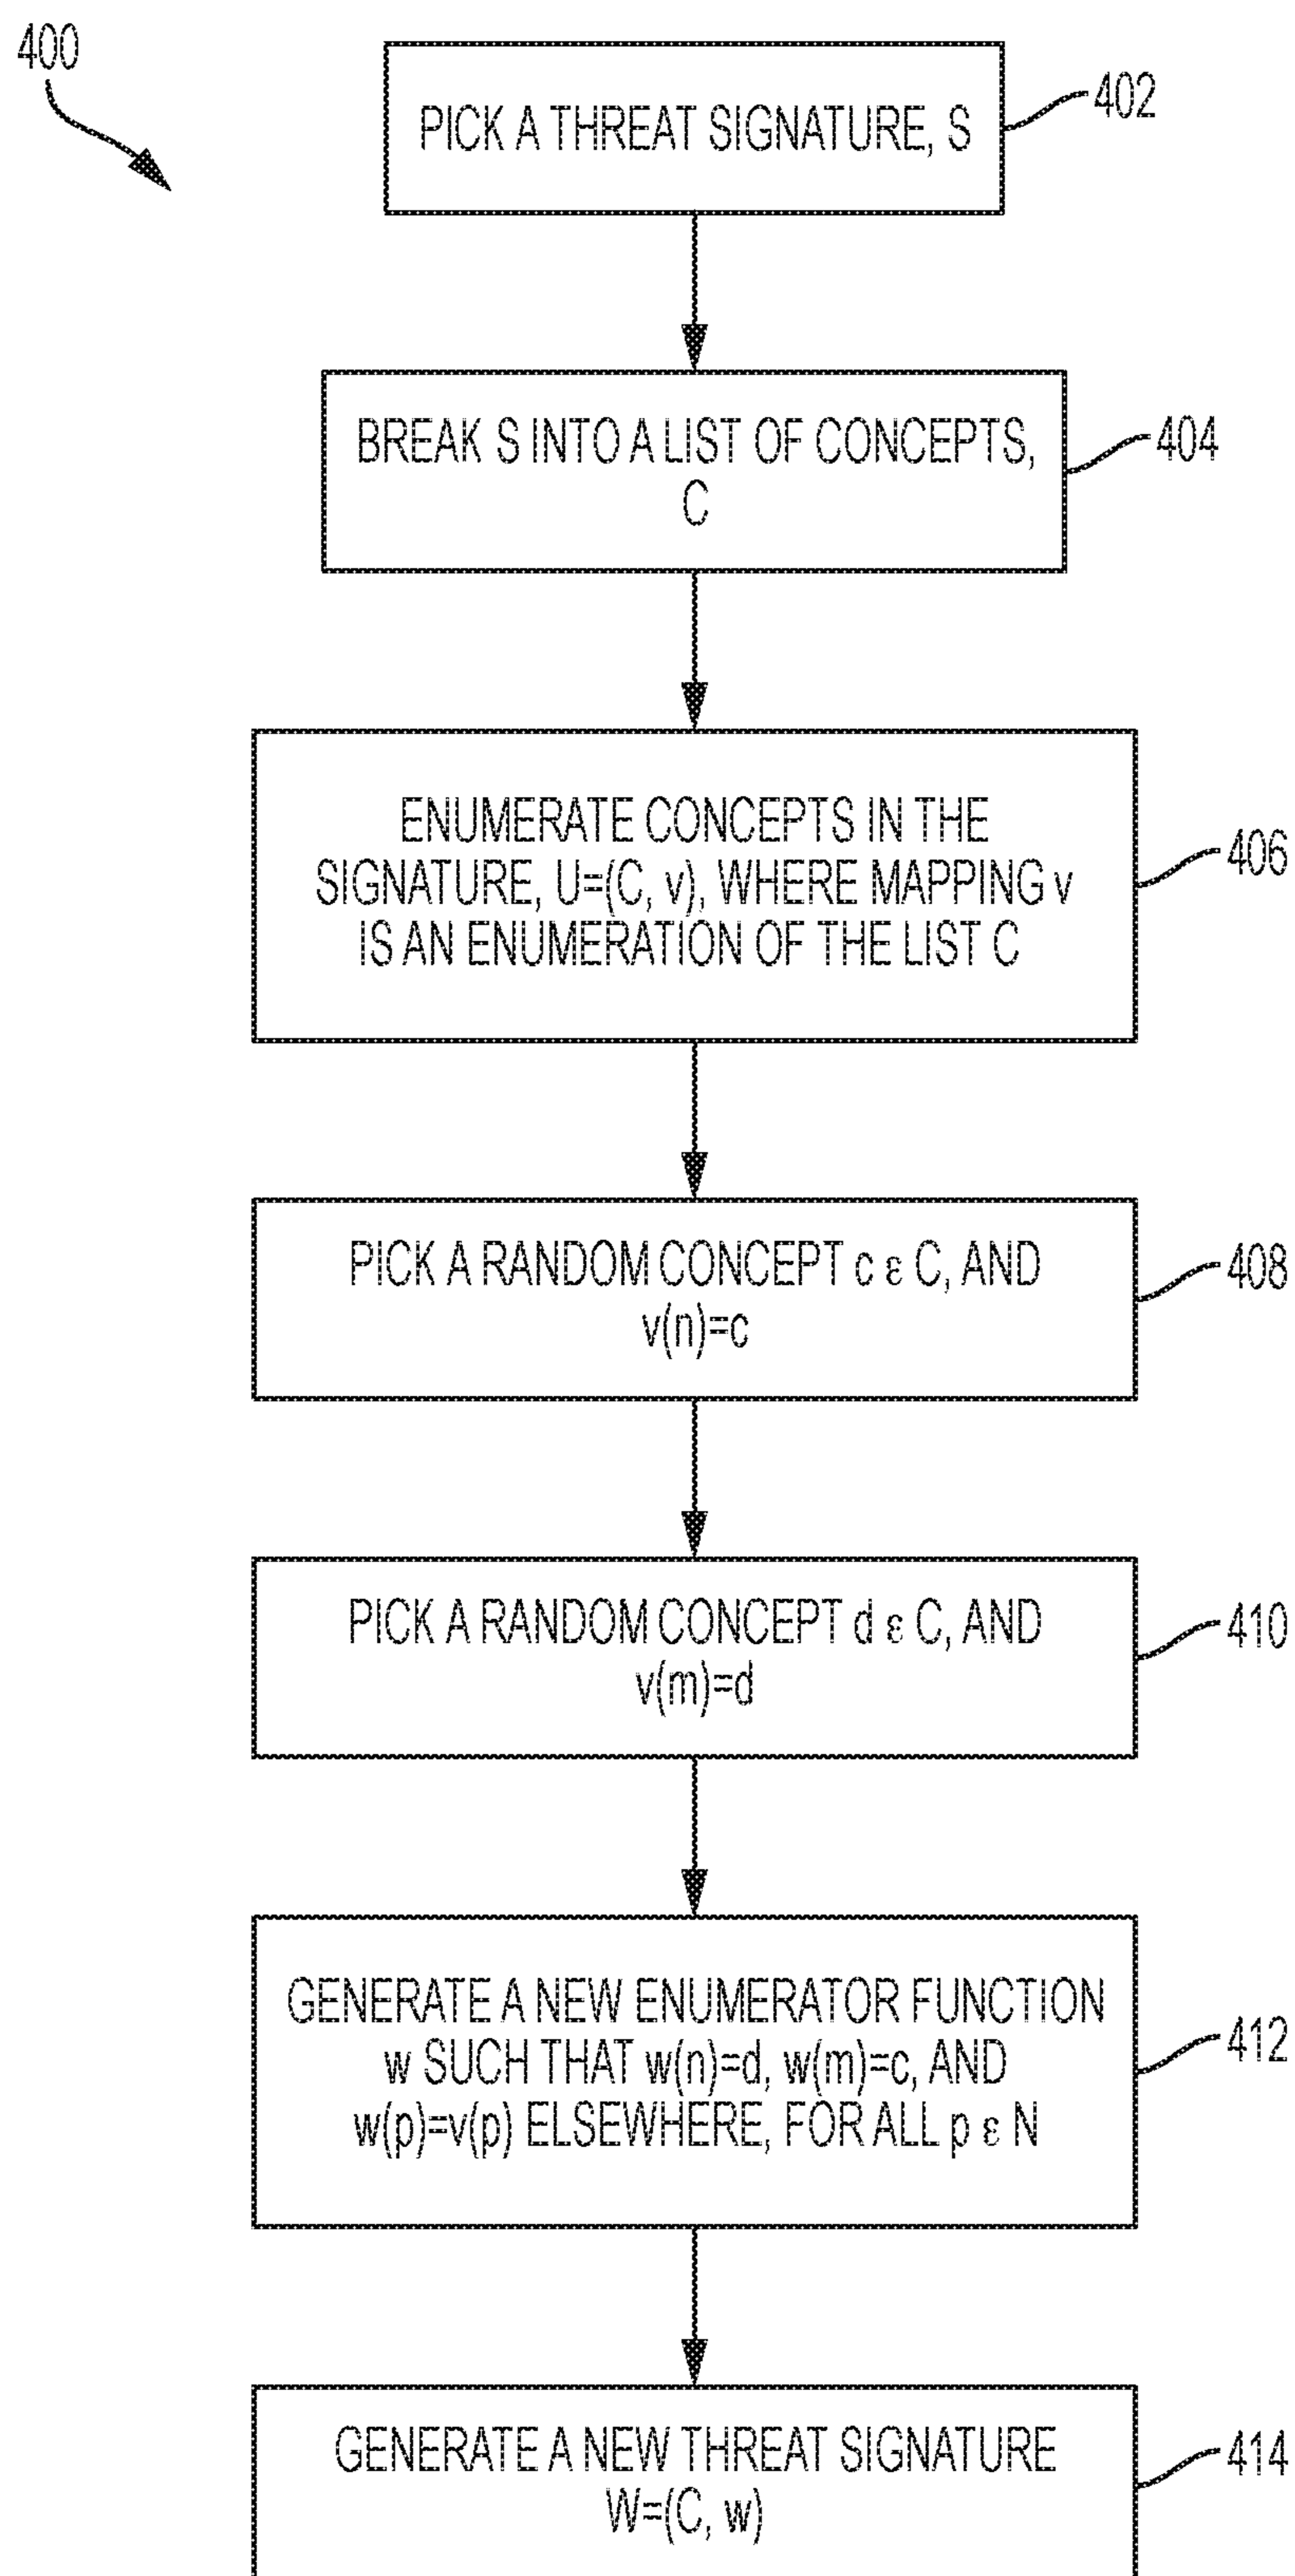 400
PICK A THREAT SIGNATURE, S
402
BREAK S INTO A LIST OF CONCEPTS,
C
404
ENUMERATE CONCEPTS IN THE
SIGNATURE, U=(C, v), WHERE MAPPING v
IS AN ENUMERATION OF THE LIST C
406
PICK A RANDOM CONCEPT c ε C, AND
v(n)=c
408
PICK A RANDOM CONCEPT d ε C, AND
v(m)=d
410
GENERATE A NEW ENUMERATOR FUNCTION
w SUCH THAT w(n)=d, w(m)=c, AND
w(p)=v(p) ELSEWHERE, FOR ALL p ε N
412
GENERATE A NEW THREAT SIGNATURE
W=(C, w)
414